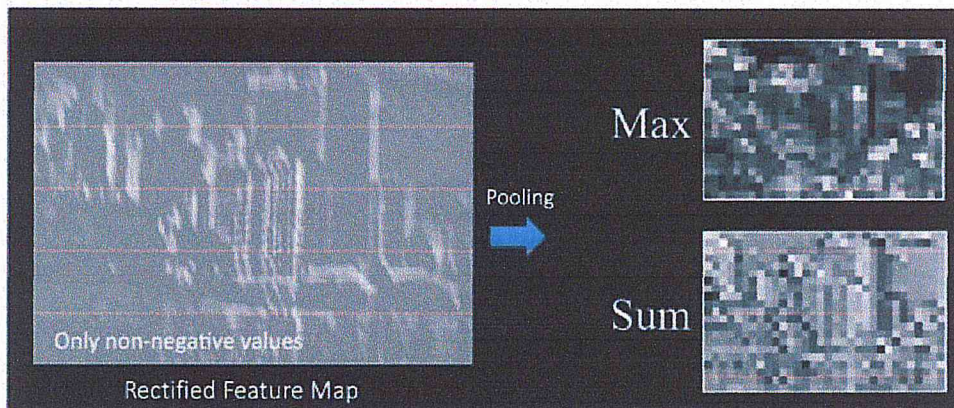 Max
Pooling
Sum
Only non-negative values
Rectified Feature Map